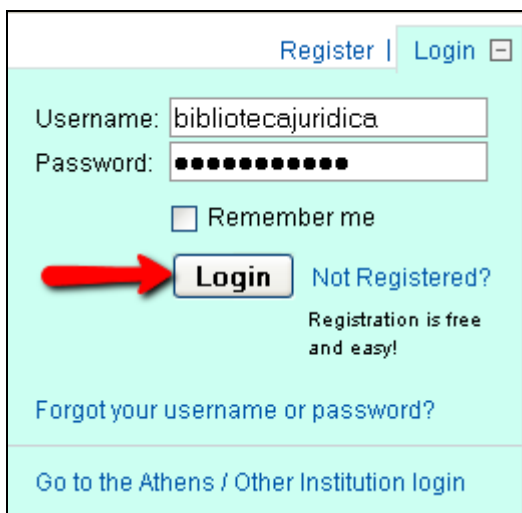 Register | Login
Username: bibliotecajuridica
Password: ●●●●●●●●●●●
Remember me
Login Not Registered?
Registration is free
and easy!
Forgot your username or password?
Go to the Athens / Other Institution login